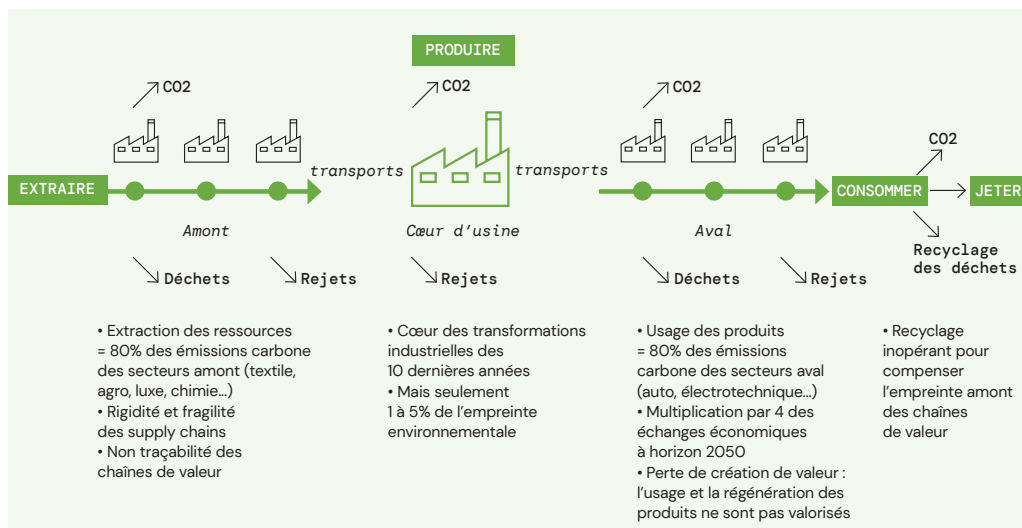 PRODUIRE
CO2
CO2
CO2
CO2
transports
transports
EXTRAIRE
CONSOMMER
JETER
Amont
Cœur d'usine
Aval
Recyclage
des déchets
Déchets
Rejets
Rejets
Déchets
Rejets
• Extraction des ressources
= 80% des émissions carbone
des secteurs amont (textile,
agro, luxe, chimie...)
• Rigidité et fragilité
des supply chains
• Non traçabilité des
chaînes de valeur
• Cœur des transformations
industrielles des
10 dernières années
• Mais seulement
1 à 5% de l'empreinte
environnementale
• Usage des produits
= 80% des émissions
carbone des secteurs aval
(auto, électrotechnique...)
• Multiplication par 4 des
échanges économiques
à horizon 2050
• Perte de création de valeur :
l'usage et la régénération des
produits ne sont pas valorisés
• Recyclage
inopérant pour
compenser
l'empreinte amont
des chaînes
de valeur